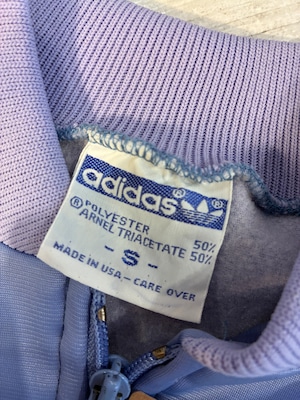 adidas®
® POLYESTER 50%
ARNEL TRIACETATE 50%
- S -
MADE IN USA-CARE OVER